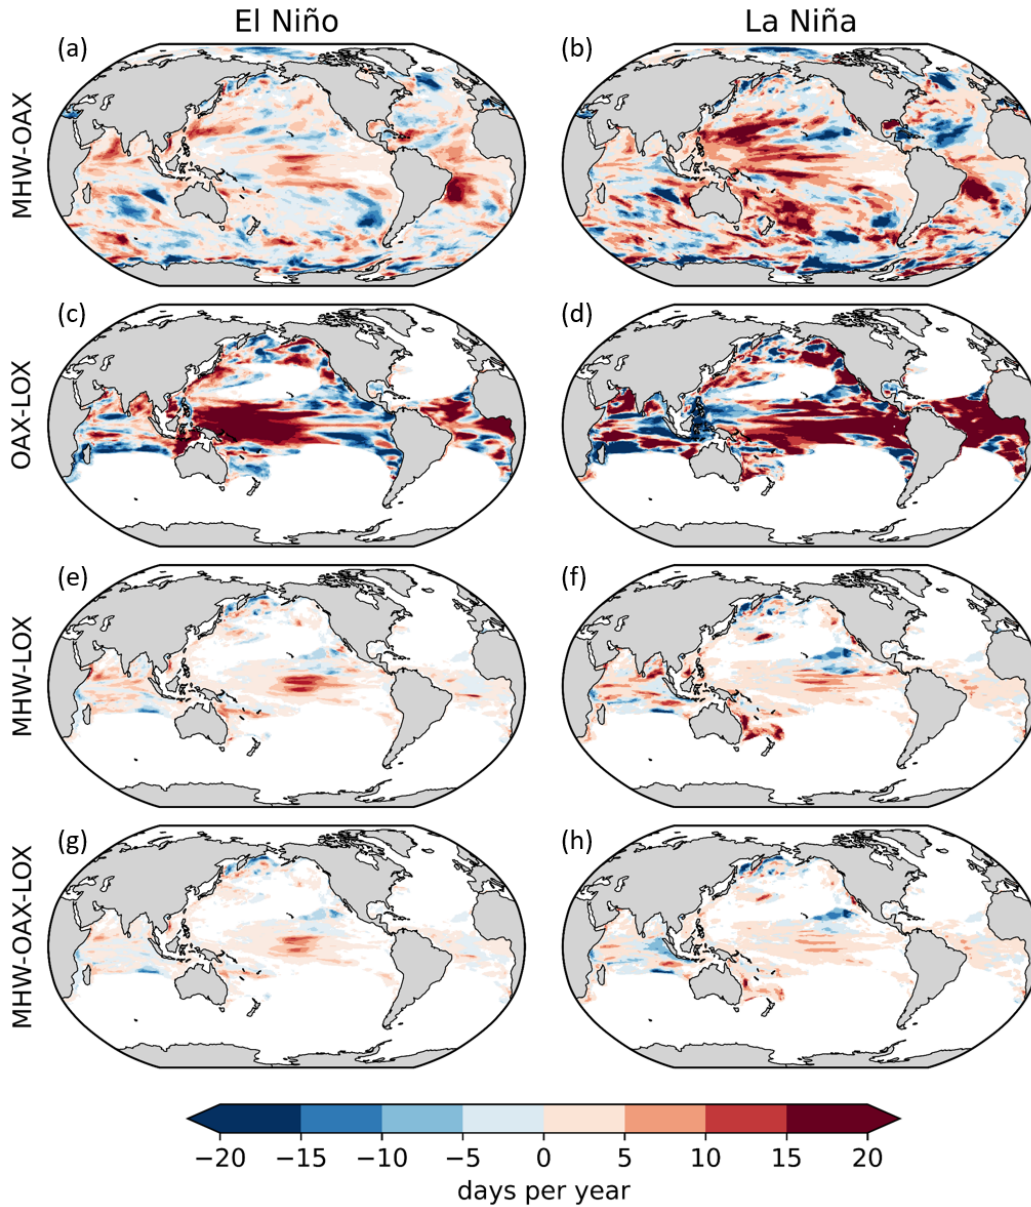 El Niño
La Niña
(a)
(b)
MHW-OAX
(c)
(d)
OAX-LOX
(e)
(f)
MHW-LOX
(g)
(h)
MHW-OAX-LOX
−20 −15 −10 −5 0 5 10 15 20
days per year